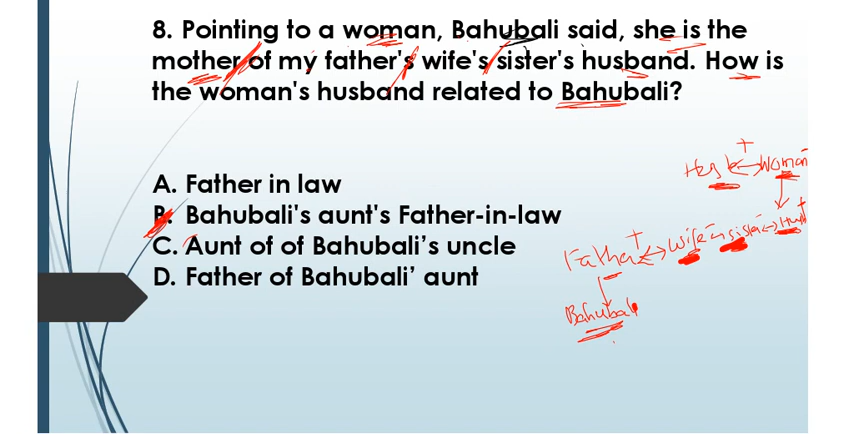 8. Pointing to a woman, Bahubali said, she is the
mother of my father's wife's sister's husband. How is
the woman's husband related to Bahubali?
A. Father in law
B. Bahubali's aunt's Father-in-law
C. Aunt of of Bahubali's uncle
D. Father of Bahubali' aunt
+
Woman
+
Father ↔ Wife - sister ↔
Bahubali